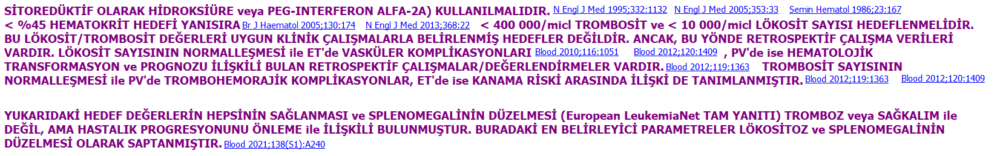 SİTOREDÜKTİF OLARAK HİDROKSİÜRE veya PEG-INTERFERON ALFA-2A) KULLANILMALIDIR. N Engl J Med 1995;332:1132 N Engl J Med 2005;353:33 Semin Hematol 1986;23:167
< %45 HEMATOKRİT HEDEFİ YANISIRA Br J Haematol 2005;130:174 N Engl J Med 2013;368:22 < 400 000/micl TROMBOSİT ve < 10 000/micl LÖKOSİT SAYISI HEDEFLENMELİDİR.
BU LÖKOSİT/TROMBOSİT DEĞERLERİ UYGUN KLİNİK ÇALIŞMALARLA BELİRLENMİŞ HEDEFLER DEĞİLDİR. ANCAK, BU YÖNDE RETROSPEKTİF ÇALIŞMA VERİLERİ
VARDIR. LÖKOSİT SAYISININ NORMALLEŞMESİ ile ET'de VASKÜLER KOMPLİKASYONLARI Blood 2010;116:1051 Blood 2012;120:1409 , PV'de ise HEMATOLOJİK
TRANSFORMASYON ve PROGNOZU İLİŞKİLİ BULAN RETROSPEKTİF ÇALIŞMALAR/DEĞERLENDİRMELER VARDIR. Blood 2012;119:1363 TROMBOSİT SAYISININ
NORMALLEŞMESİ ile PV'de TROMBOHEMORAJİK KOMPLİKASYONLAR, ET'de ise KANAMA RİSKİ ARASINDA İLİŞKİ DE TANIMLANMIŞTIR. Blood 2012;119:1363 Blood 2012;120:1409
YUKARIDAKİ HEDEF DEĞERLERİN HEPSİNİN SAĞLANMASI ve SPLENOMEGALİNİN DÜZELMESİ (European LeukemiaNet TAM YANITI) TROMBOZ veya SAĞKALIM ile
DEĞİL, AMA HASTALIK PROGRESYONUNU ÖNLEME ile İLİŞKİLİ BULUNMUŞTUR. BURADAKİ EN BELİRLEYİCİ PARAMETRELER LÖKOSİTOZ ve SPLENOMEGALİNİN
DÜZELMESİ OLARAK SAPTANMIŞTIR. Blood 2021;138(S1):A240